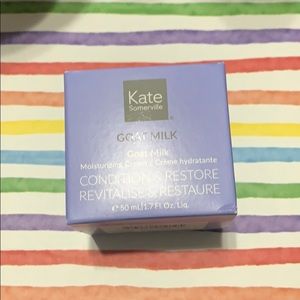 Kate
Somerville®
GOAT MILK
Goat Milk
Moisturizing Cream / Crème hydratante
CONDITION & RESTORE
REVITALISE & RESTAURE
℮ 50 mL/1.7 Fl. Oz. Liq.